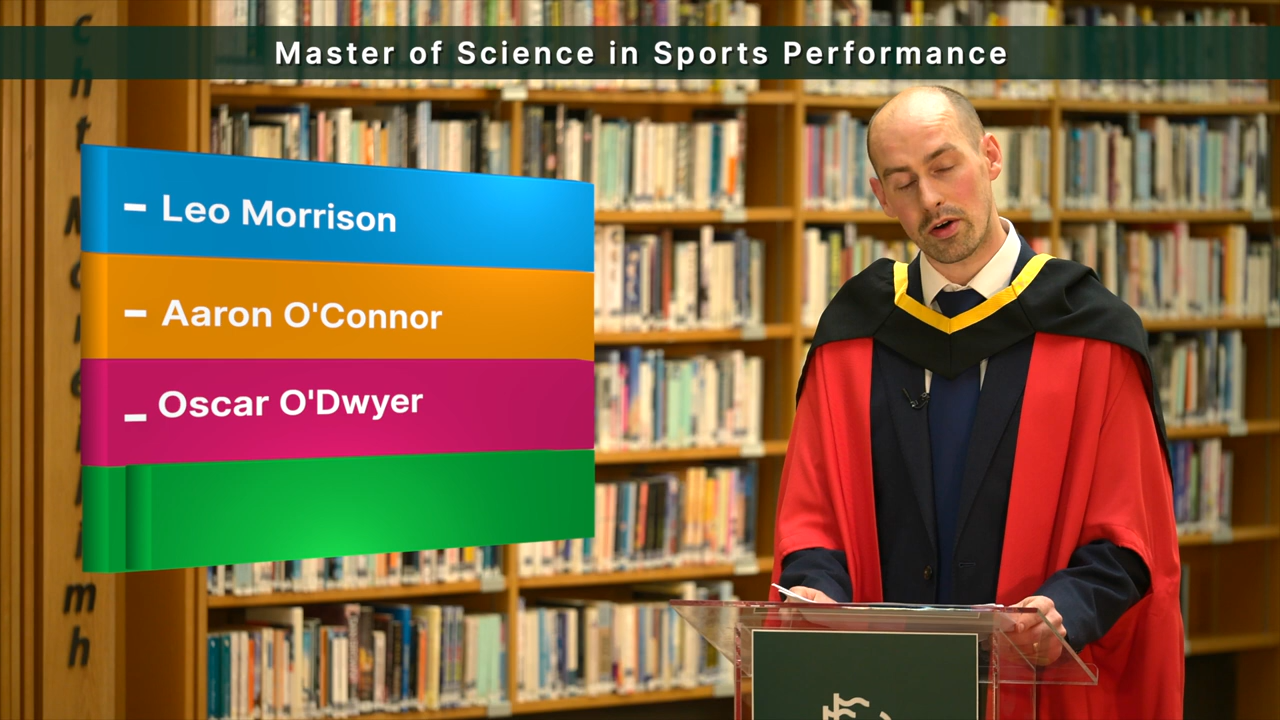 Master of Science in Sports Performance
- Leo Morrison
- Aaron O'Connor
- Oscar O'Dwyer